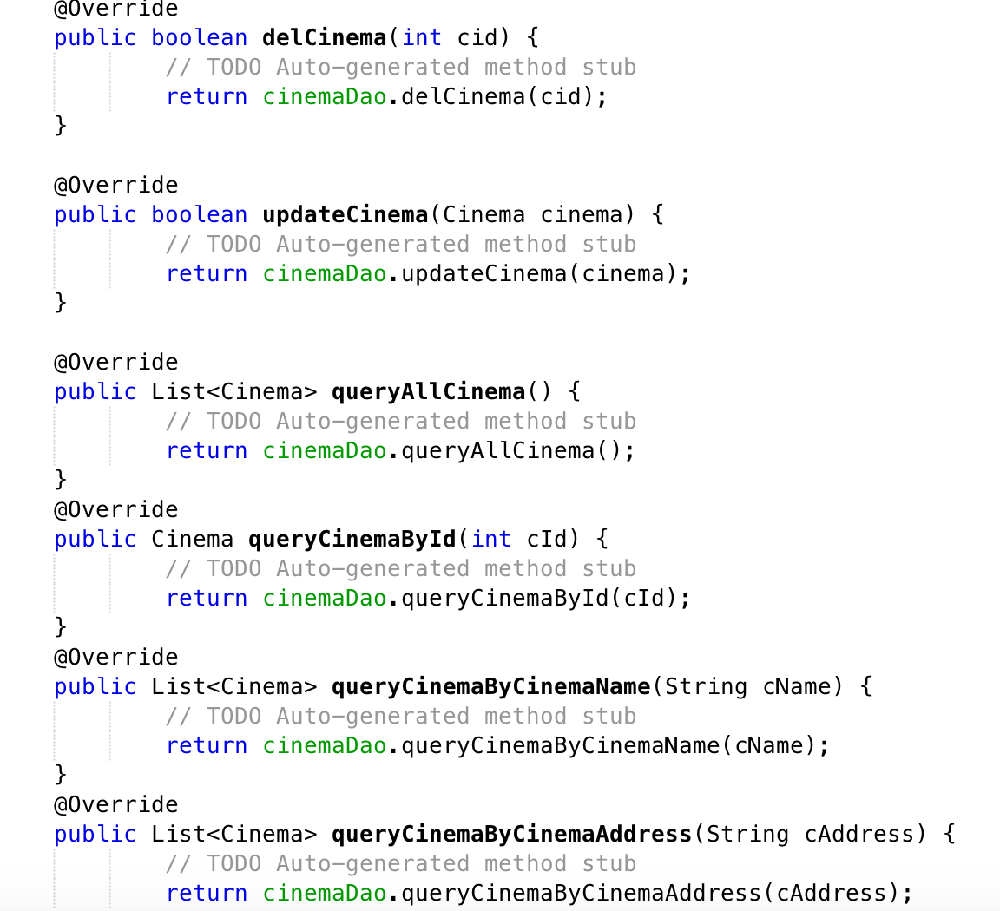 @Override
public boolean delCinema(int cid) {
// TODO Auto-generated method stub
return cinemaDao.delCinema(cid);
}
@Override
public boolean updateCinema(Cinema cinema) {
// TODO Auto-generated method stub
return cinemaDao.updateCinema(cinema);
}
@Override
public List<Cinema> queryAllCinema() {
// TODO Auto-generated method stub
return cinemaDao.queryAllCinema();
}
@Override
public Cinema queryCinemaById(int cId) {
// TODO Auto-generated method stub
return cinemaDao.queryCinemaById(cId);
}
@Override
public List<Cinema> queryCinemaByCinemaName(String cName) {
// TODO Auto-generated method stub
return cinemaDao.queryCinemaByCinemaName(cName);
}
@Override
public List<Cinema> queryCinemaByCinemaAddress(String cAddress) {
// TODO Auto-generated method stub
return cinemaDao.queryCinemaByCinemaAddress(cAddress);